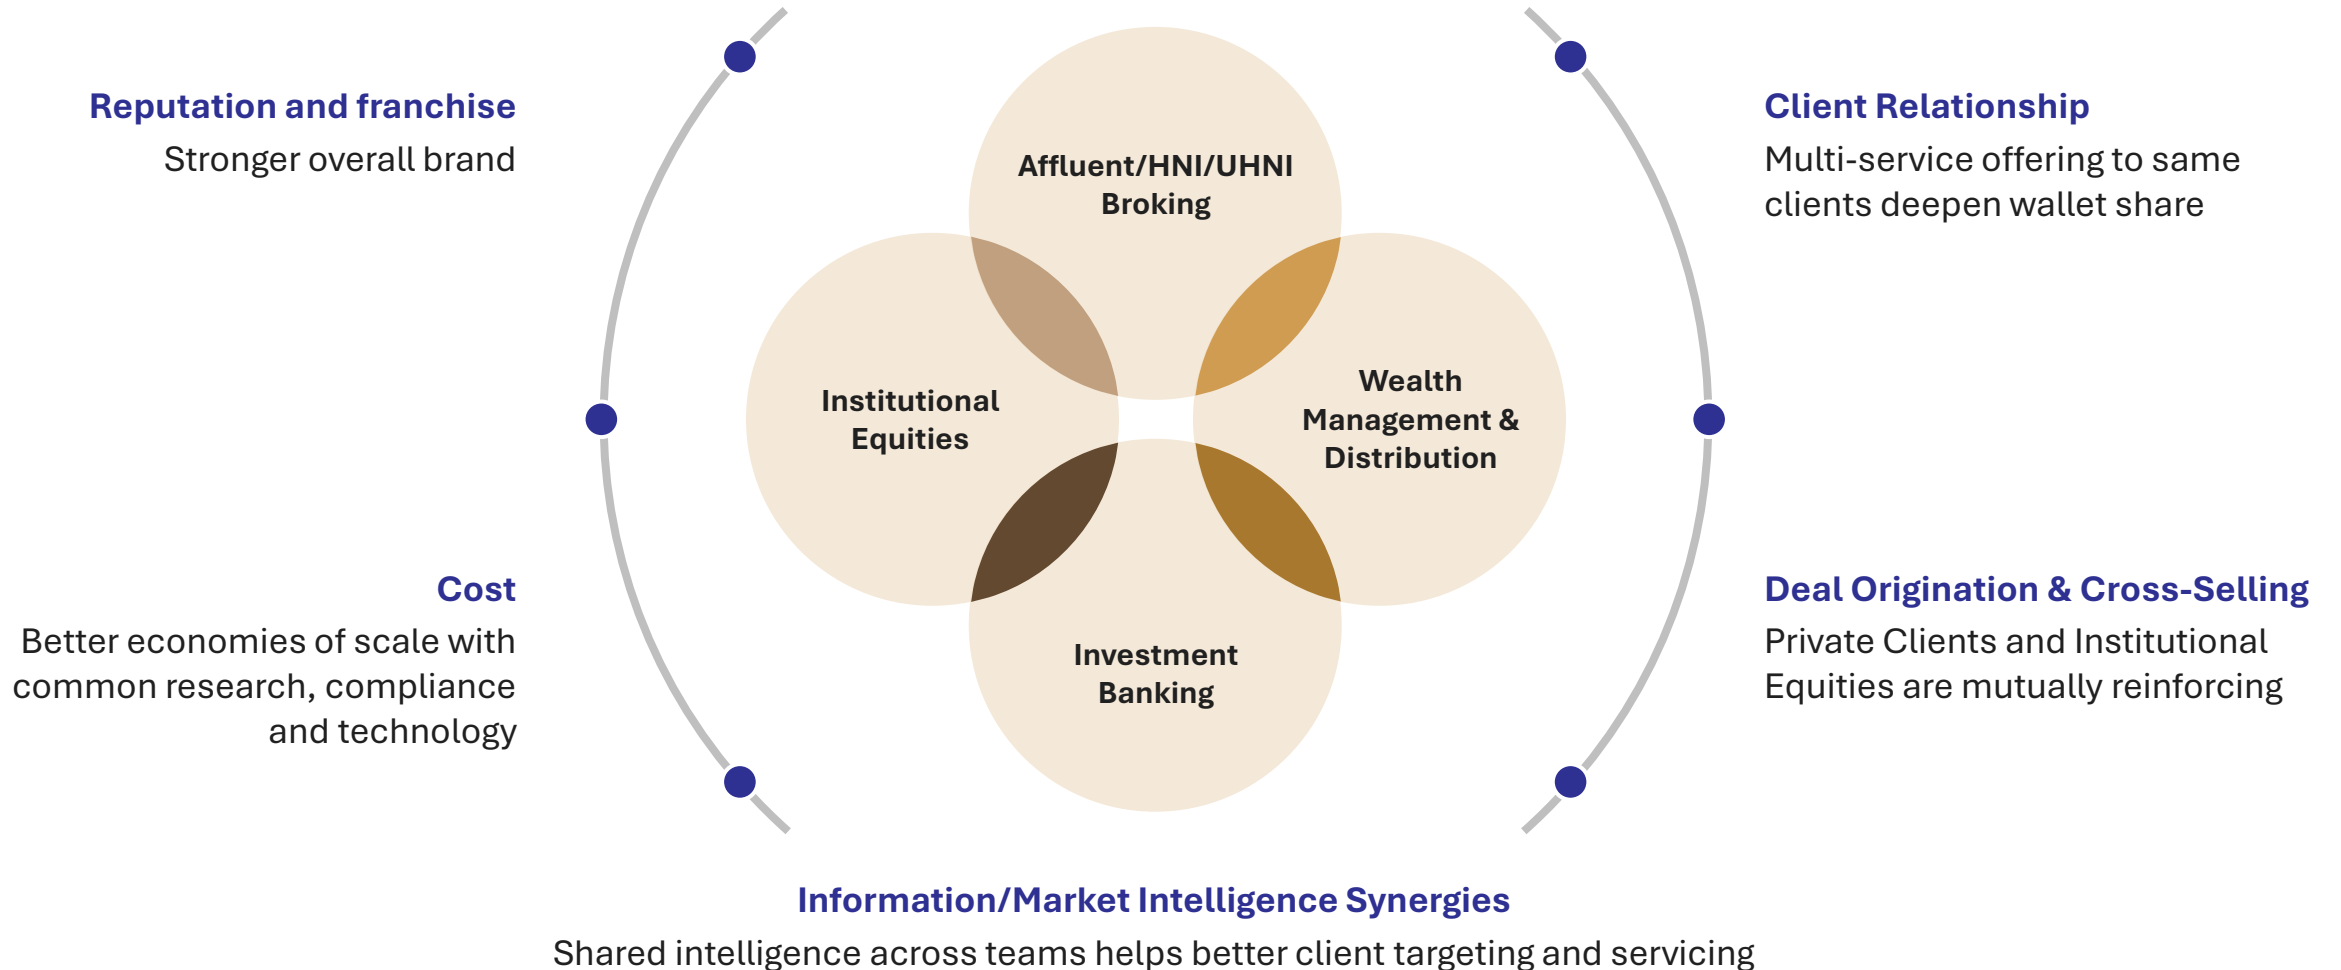 Reputation and franchise
Stronger overall brand
Client Relationship
Multi-service offering to same
clients deepen wallet share
Affluent/HNI/UHNI
Broking
Institutional
Equities
Wealth
Management &
Distribution
Investment
Banking
Cost
Better economies of scale with
common research, compliance
and technology
Deal Origination & Cross-Selling
Private Clients and Institutional
Equities are mutually reinforcing
Information/Market Intelligence Synergies
Shared intelligence across teams helps better client targeting and servicing